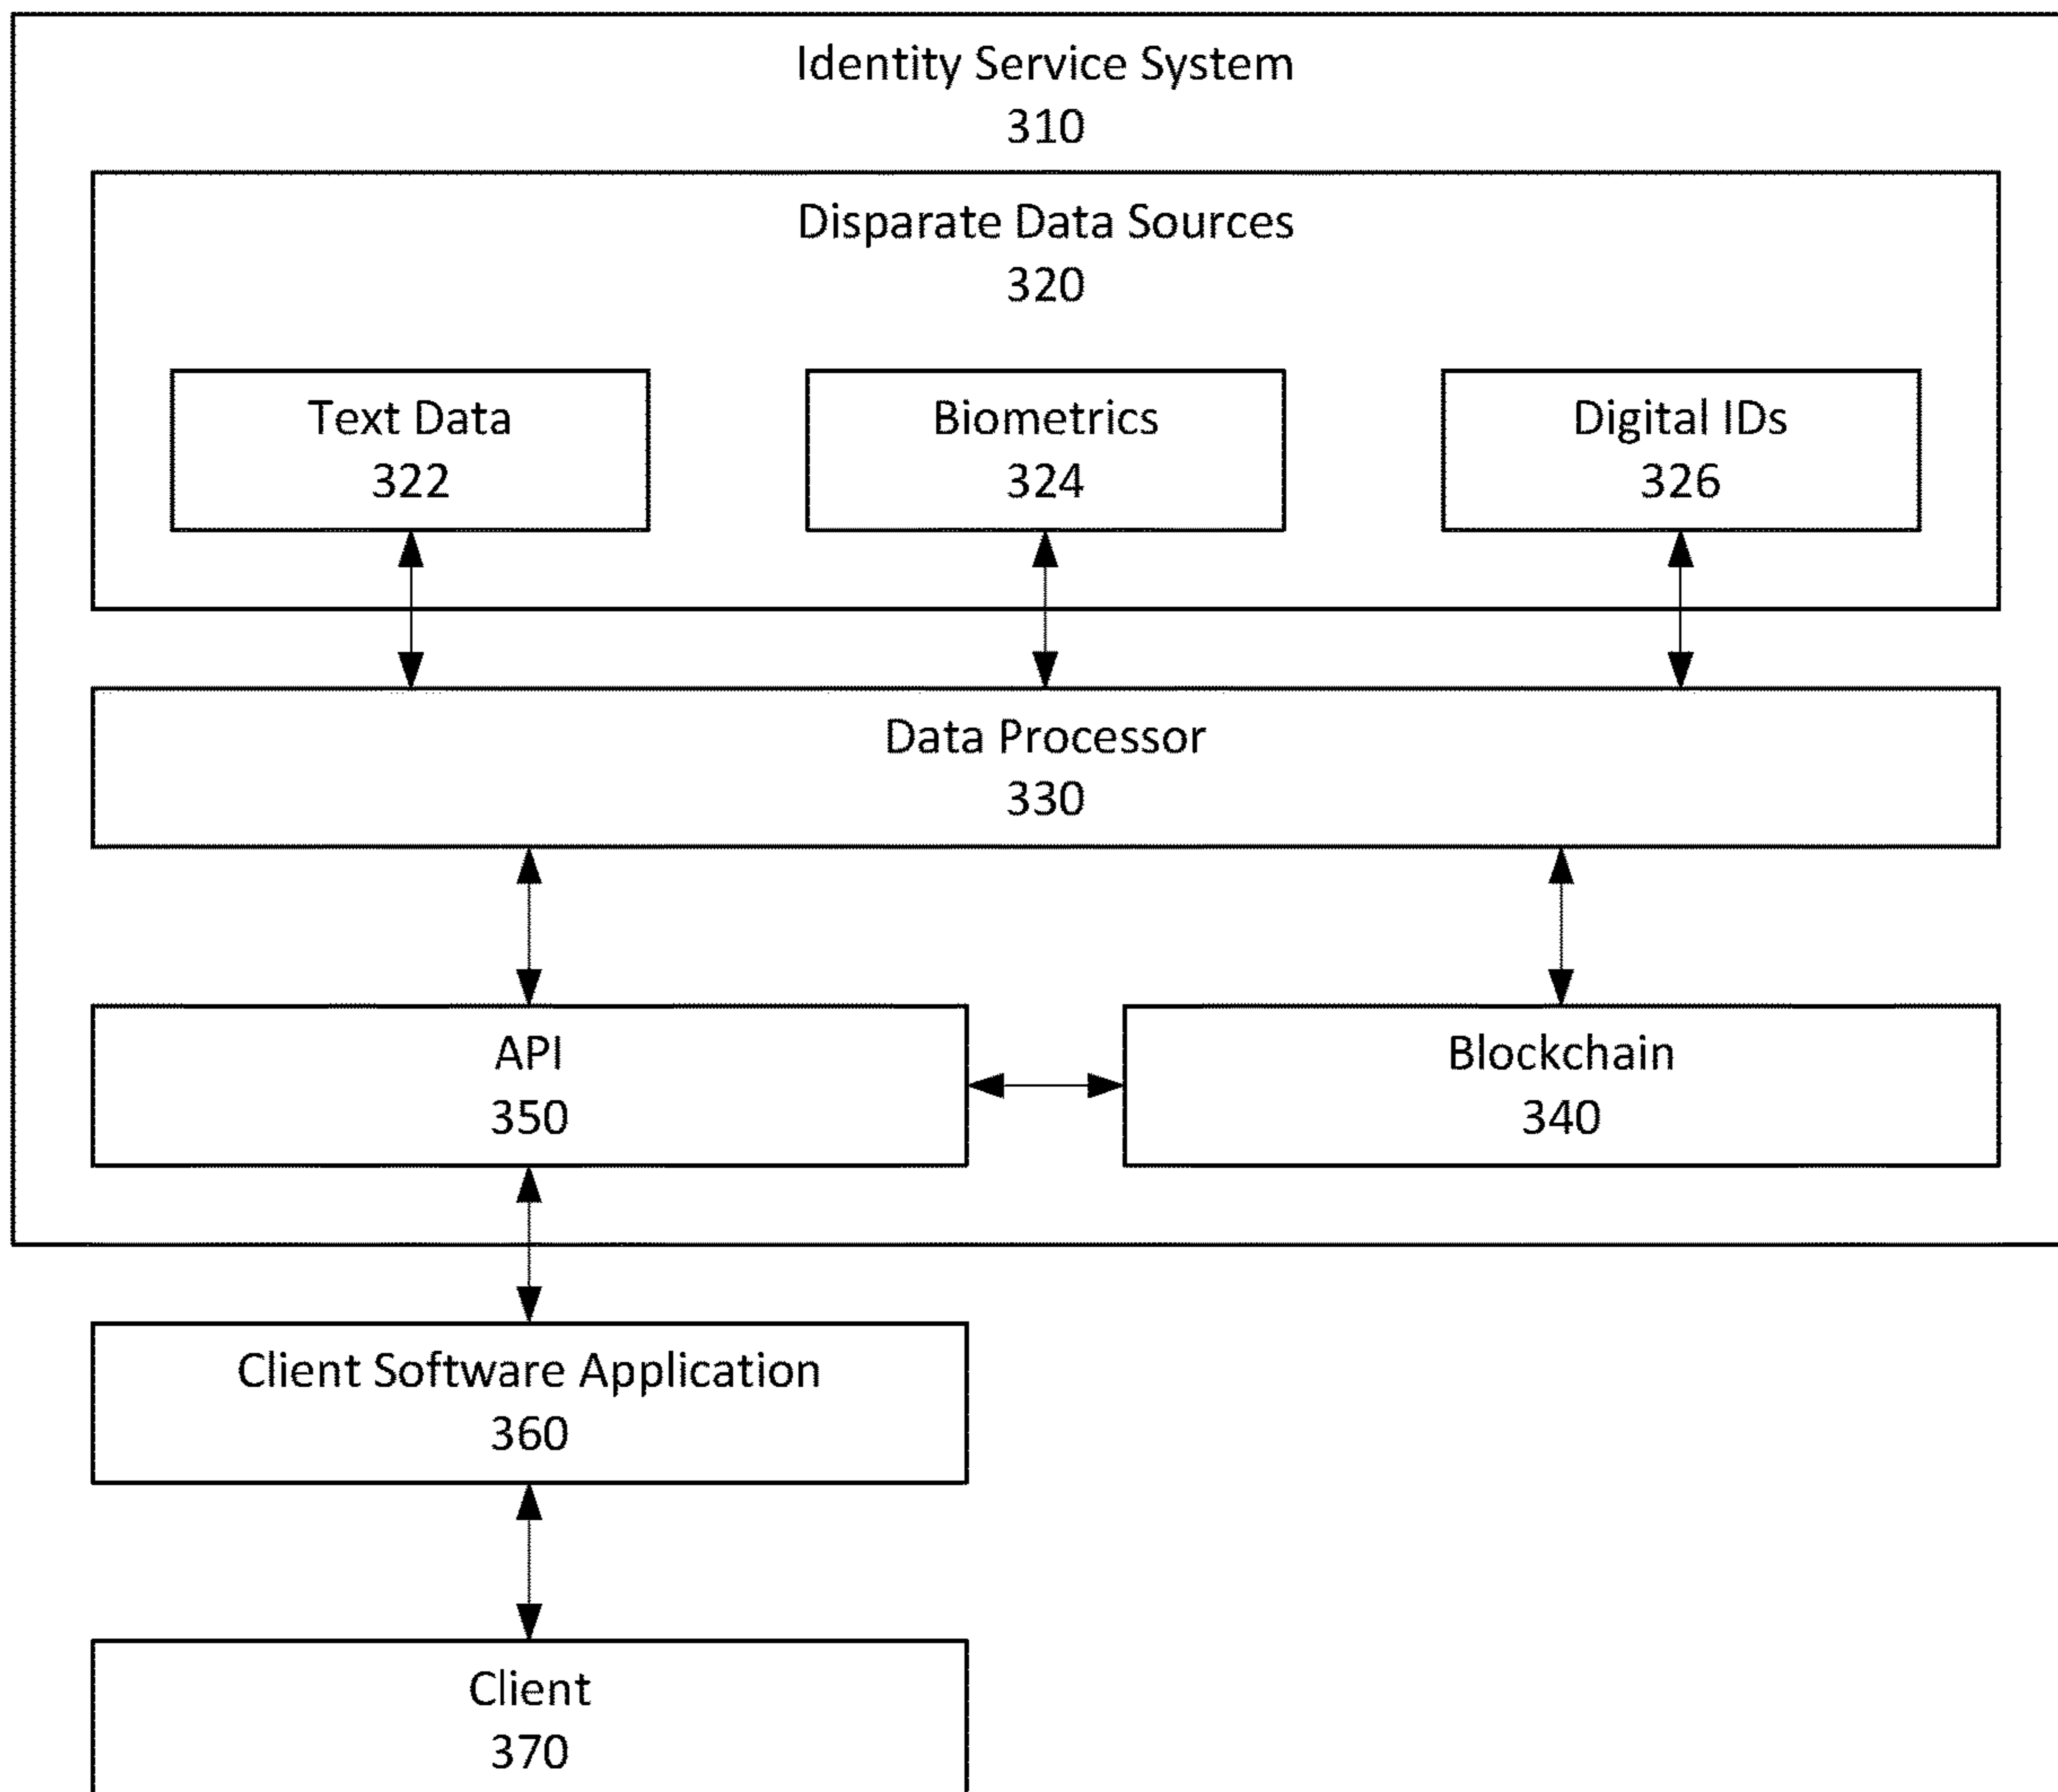 Identity Service System
310
Disparate Data Sources
320
Text Data
322
Biometrics
324
Digital IDs
326
Data Processor
330
API
350
Blockchain
340
Client Software Application
360
Client
370